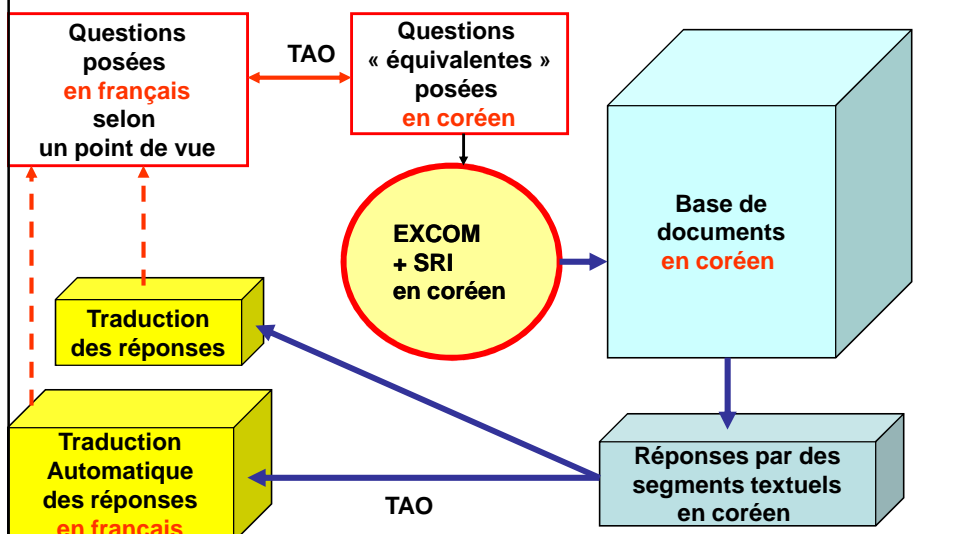 Questions
posées
en français
selon
un point de vue
TAO
Questions
« équivalentes »
posées
en coréen
EXCOM
+ SRI
en coréen
Base de
documents
en coréen
Traduction
des réponses
Traduction
Automatique
des réponses
en français
TAO
Réponses par des
segments textuels
en coréen